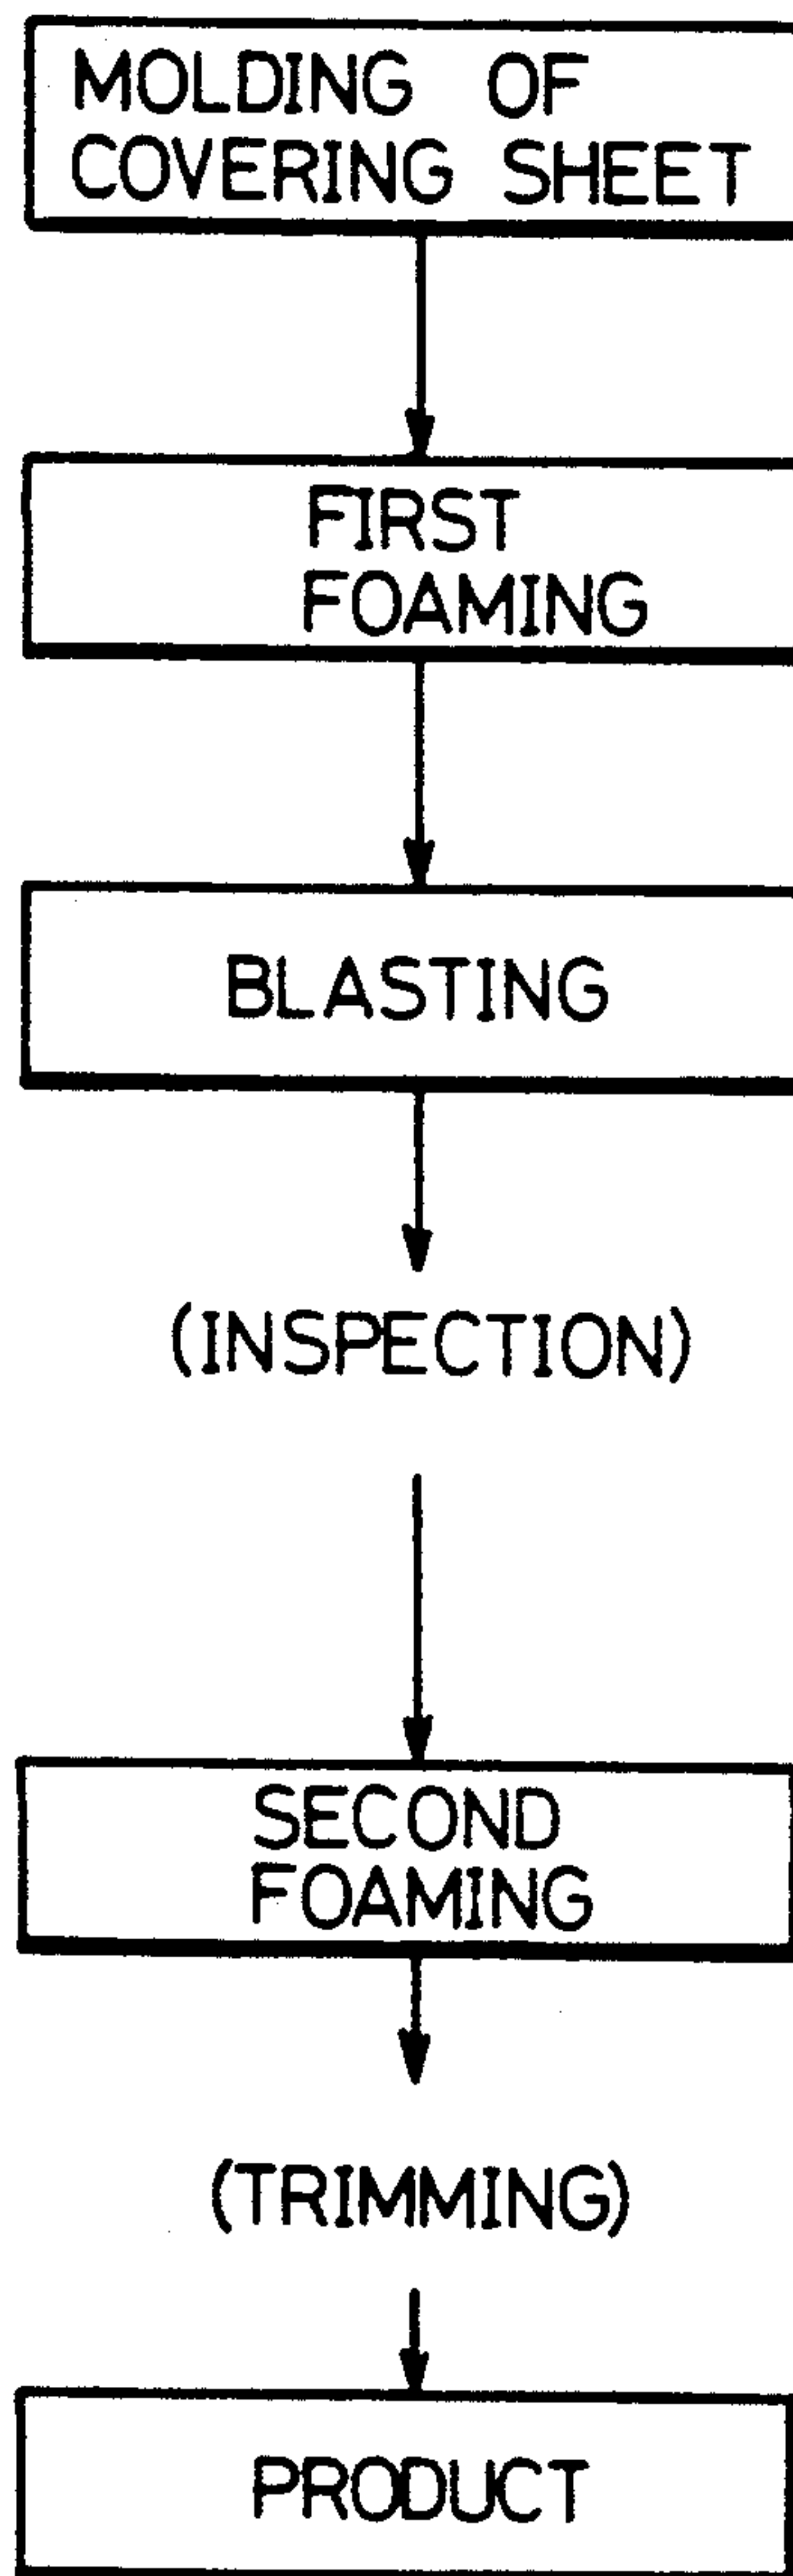 MOLDING OF
COVERING SHEET
FIRST
FOAMING
BLASTING
(INSPECTION)
SECOND
FOAMING
(TRIMMING)
PRODUCT